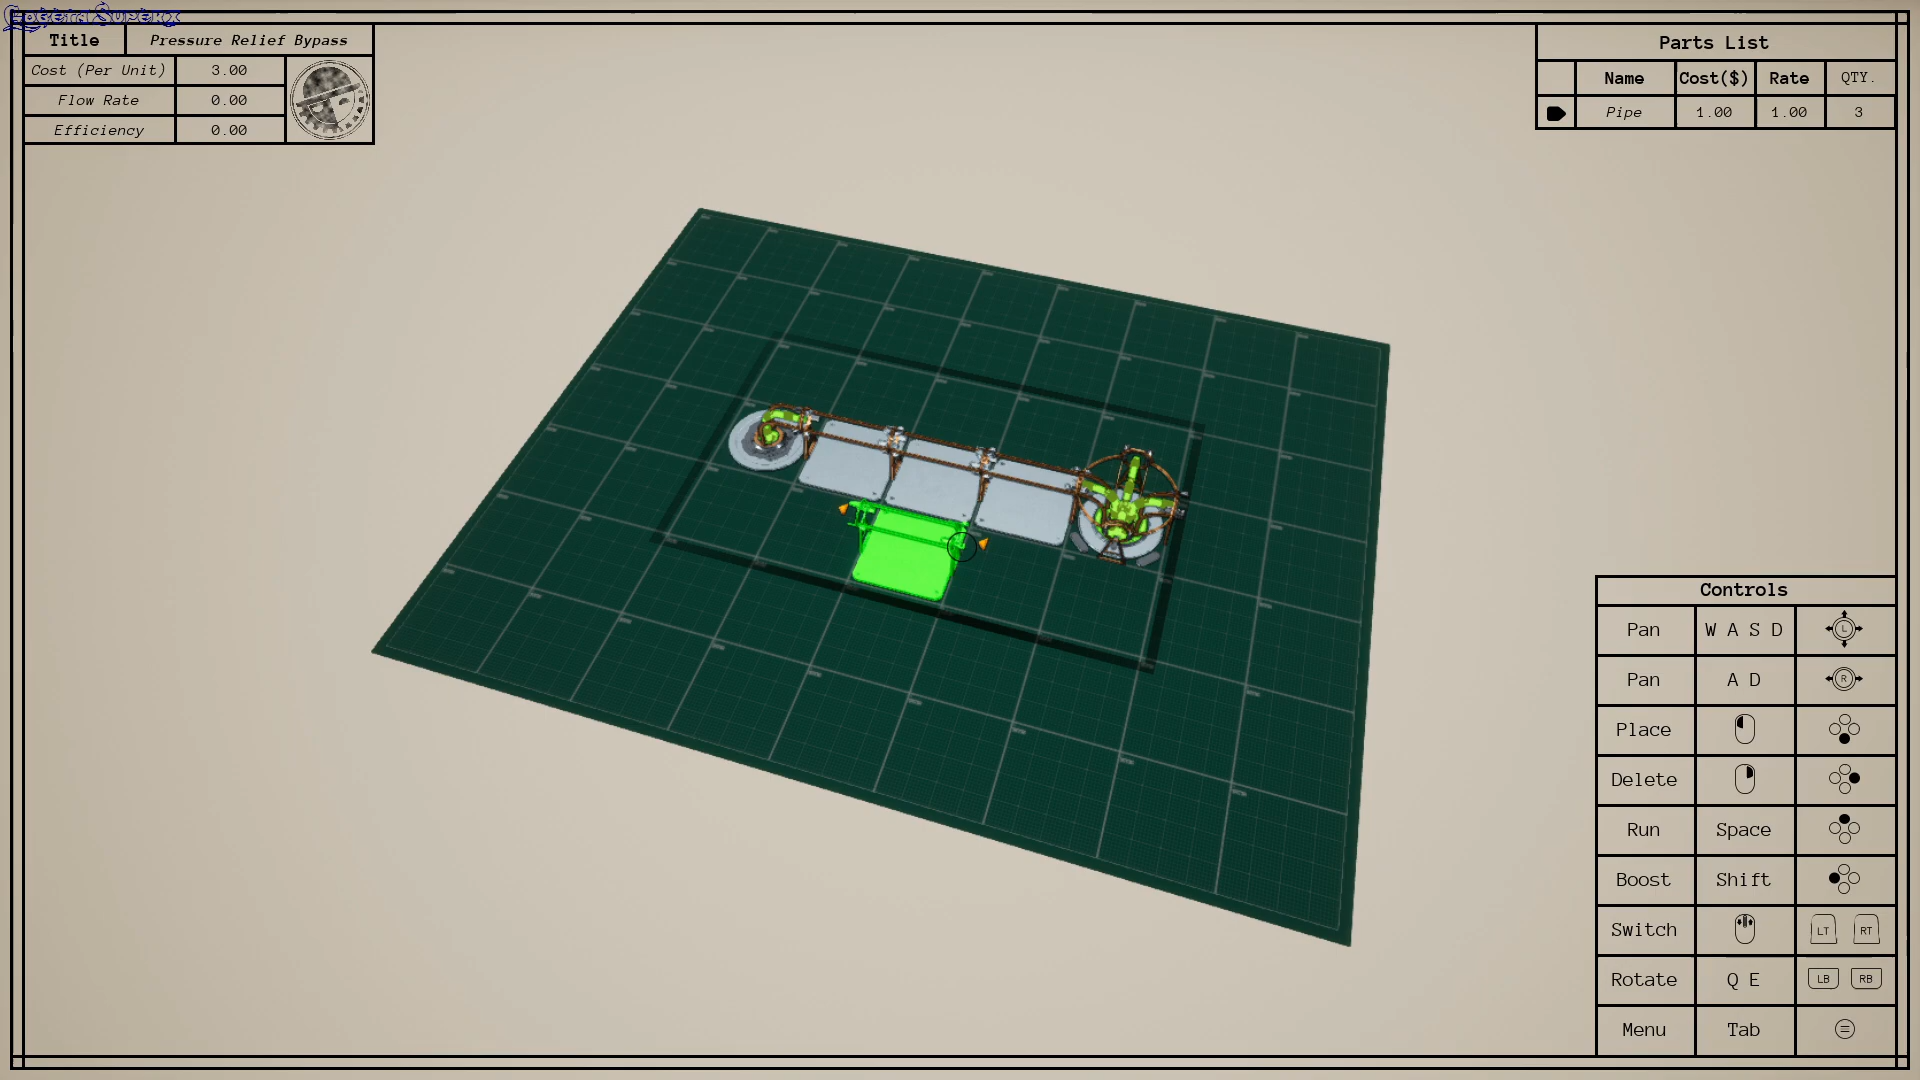 Title Pressure Relief Bypass
Cost (Per Unit) 3.00
Flow Rate 0.00
Efficiency 0.00
Parts List
Name Cost($) Rate QTY.
Pipe 1.00 1.00 3
Controls
Pan W A S D L
Pan A D R
Place
Delete
Run Space
Boost Shift
Switch LT RT
Rotate Q E LB RB
Menu Tab